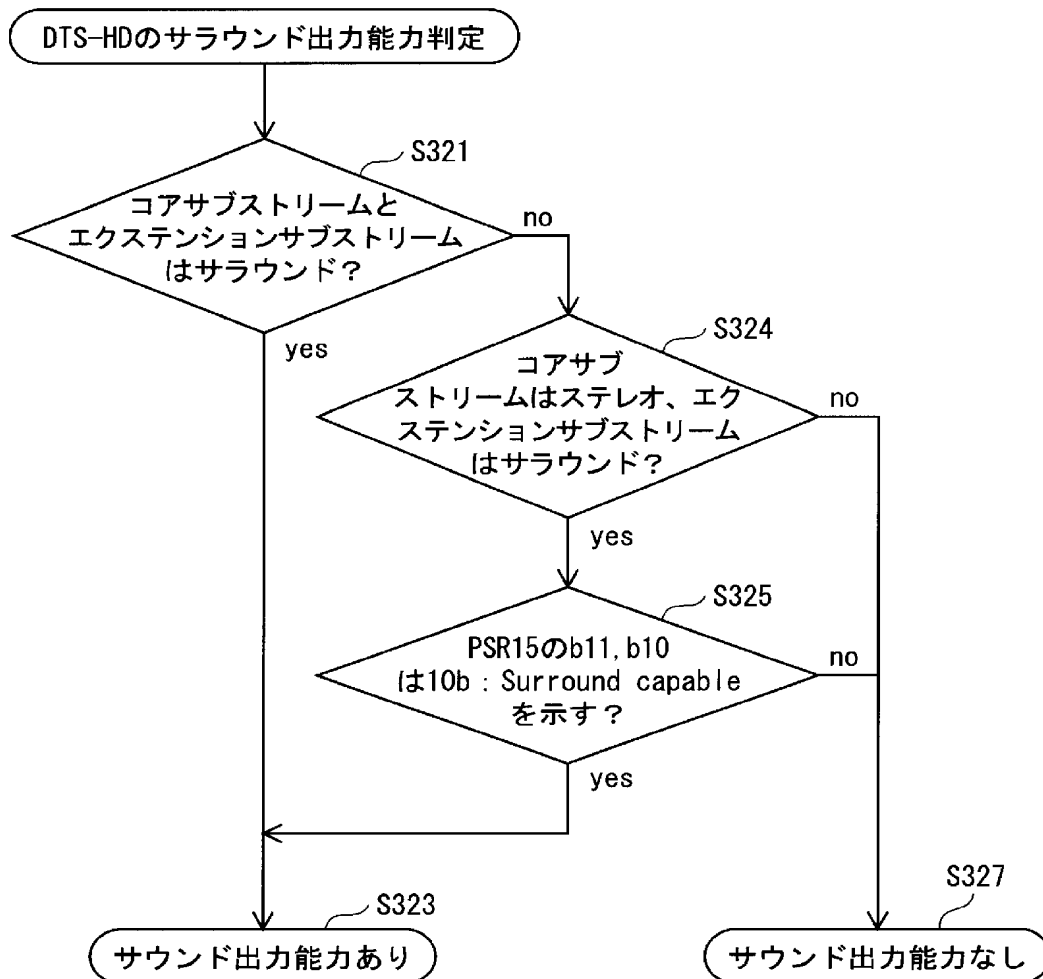 DTS-HDのサラウンド出力能力判定
S321
コアサブストリームと
エクステンションサブストリーム
はサラウンド？
no
yes
S324
コアサブ
ストリームはステレオ、エク
ステンションサブストリーム
はサラウンド？
no
yes
S325
PSR15のb11,b10
は10b：Surround capable
を示す？
no
yes
S323
サウンド出力能力あり
S327
サウンド出力能力なし